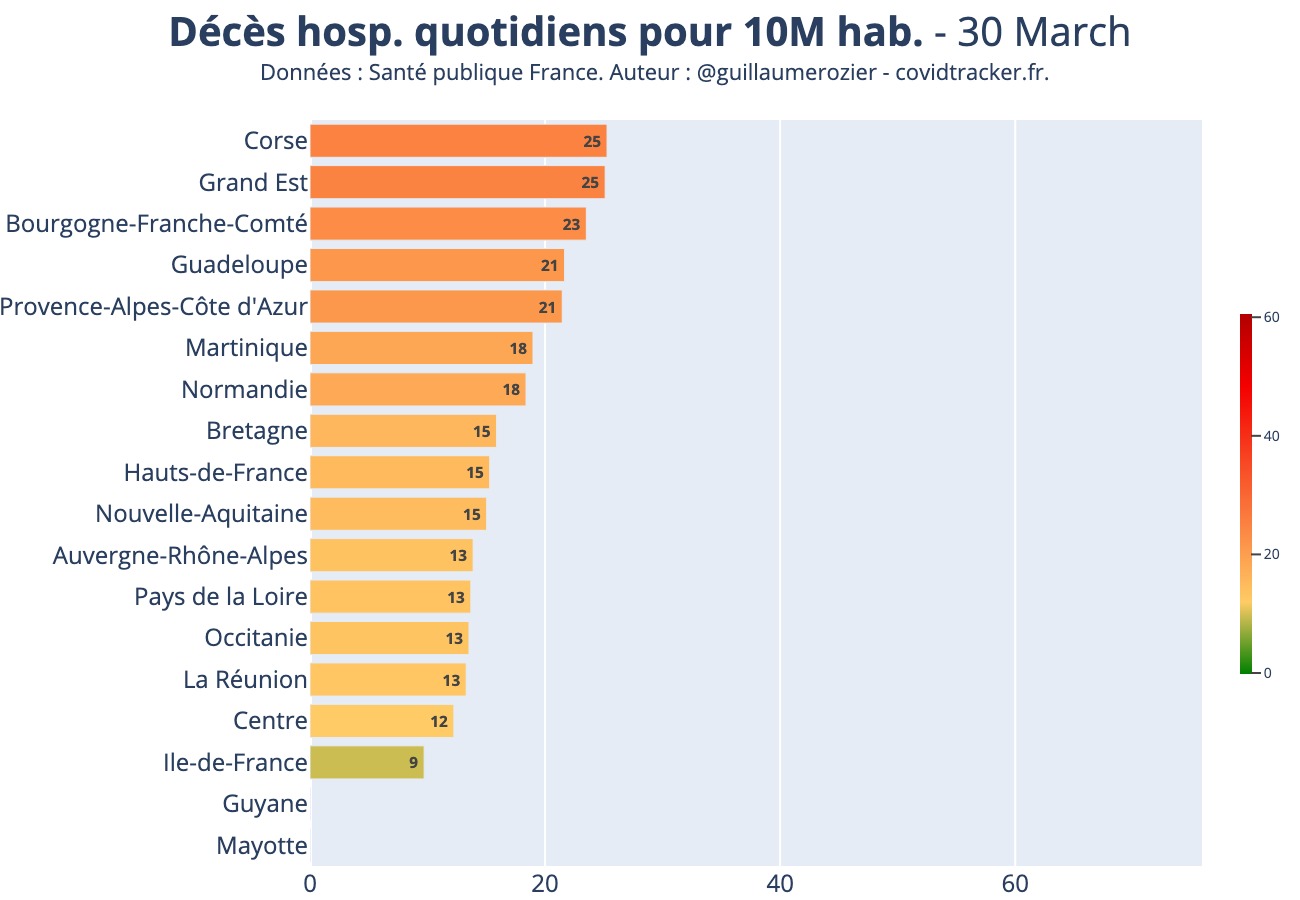 Décès hosp. quotidiens pour 10M hab. - 30 March
Données : Santé publique France. Auteur : @guillaumerozier - covidtracker.fr.
Corse 25
Grand Est 25
Bourgogne-Franche-Comté 23
Guadeloupe 21
Provence-Alpes-Côte d'Azur 21
Martinique 18
Normandie 18
Bretagne 15
Hauts-de-France 15
Nouvelle-Aquitaine 15
Auvergne-Rhône-Alpes 13
Pays de la Loire 13
Occitanie 13
La Réunion 13
Centre 12
Ile-de-France 9
Guyane
Mayotte
0 20 40 60
60
40
20
0